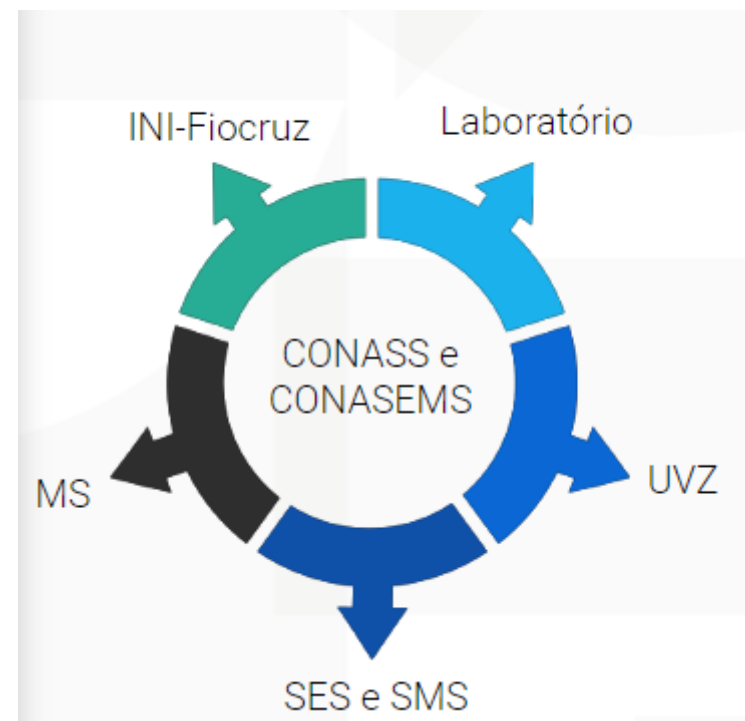 INI-Fiocruz
Laboratório
CONASS e
CONASEMS
MS
UVZ
SES e SMS